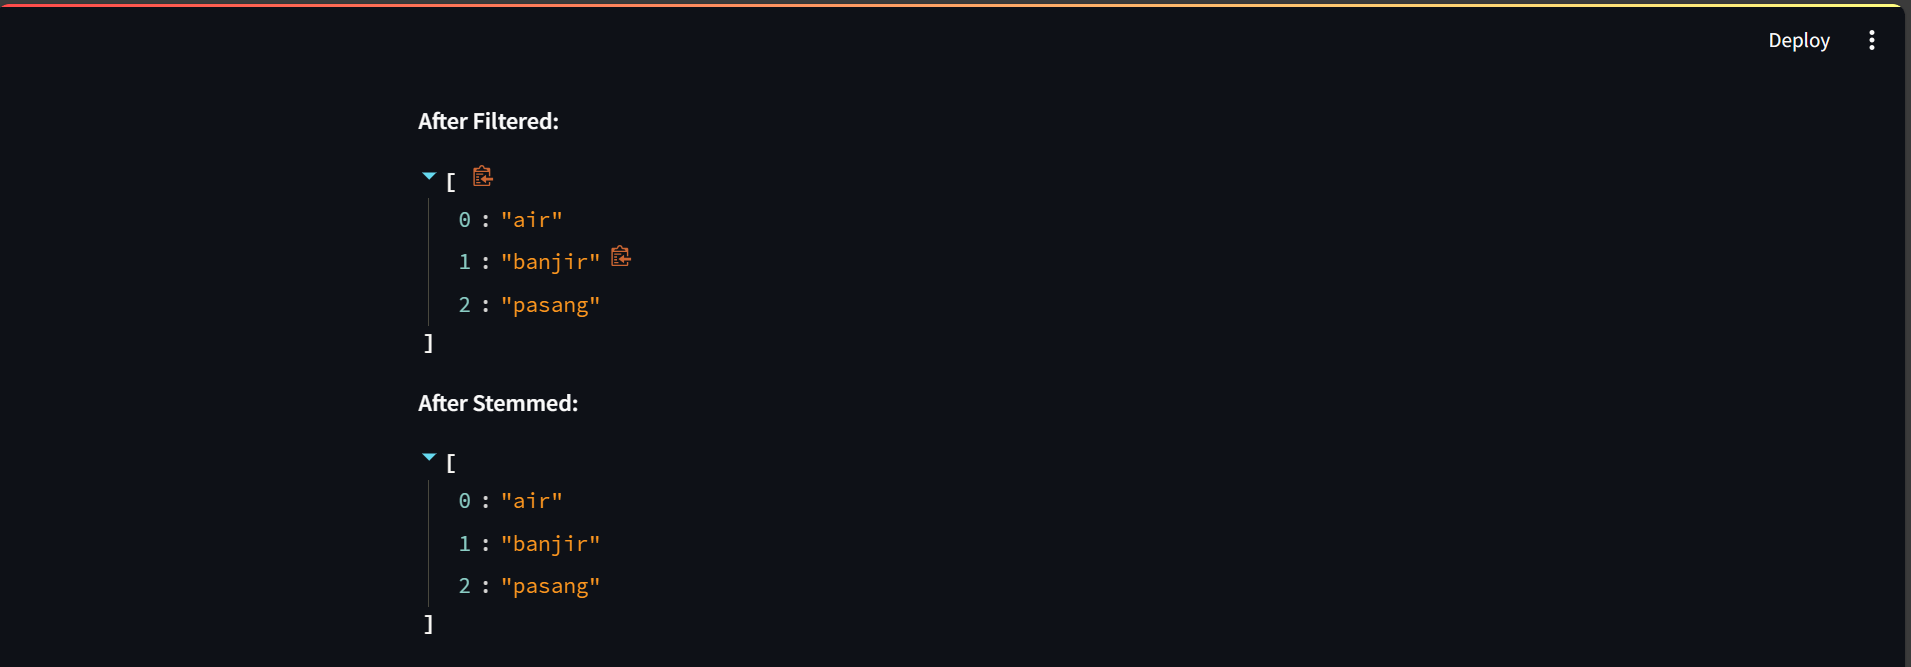 Deploy
After Filtered:
[
0 : "air"
1 : "banjir"
2 : "pasang"
]
After Stemmed:
[
0 : "air"
1 : "banjir"
2 : "pasang"
]